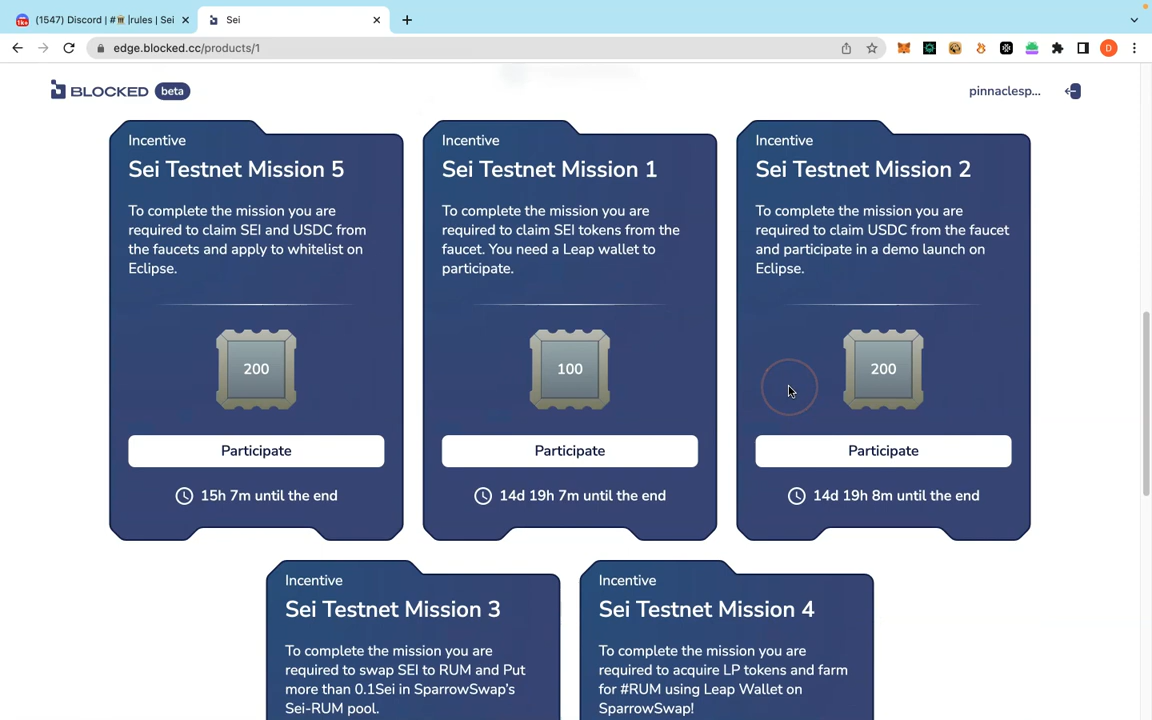 (1547) Discord | # |rules | Sei
Sei
edge.blocked.cc/products/1
D
BLOCKED beta
pinnaclesp...
Incentive
Sei Testnet Mission 5
To complete the mission you are
required to claim SEI and USDC from
the faucets and apply to whitelist on
Eclipse.
200
Participate
15h 7m until the end
Incentive
Sei Testnet Mission 1
To complete the mission you are
required to claim SEI tokens from the
faucet. You need a Leap wallet to
participate.
100
Participate
14d 19h 7m until the end
Incentive
Sei Testnet Mission 2
To complete the mission you are
required to claim USDC from the faucet
and participate in a demo launch on
Eclipse.
200
Participate
14d 19h 8m until the end
Incentive
Sei Testnet Mission 3
To complete the mission you are
required to swap SEI to RUM and Put
more than 0.1Sei in SparrowSwap's
Sei-RUM pool.
Incentive
Sei Testnet Mission 4
To complete the mission you are
required to acquire LP tokens and farm
for #RUM using Leap Wallet on
SparrowSwap!